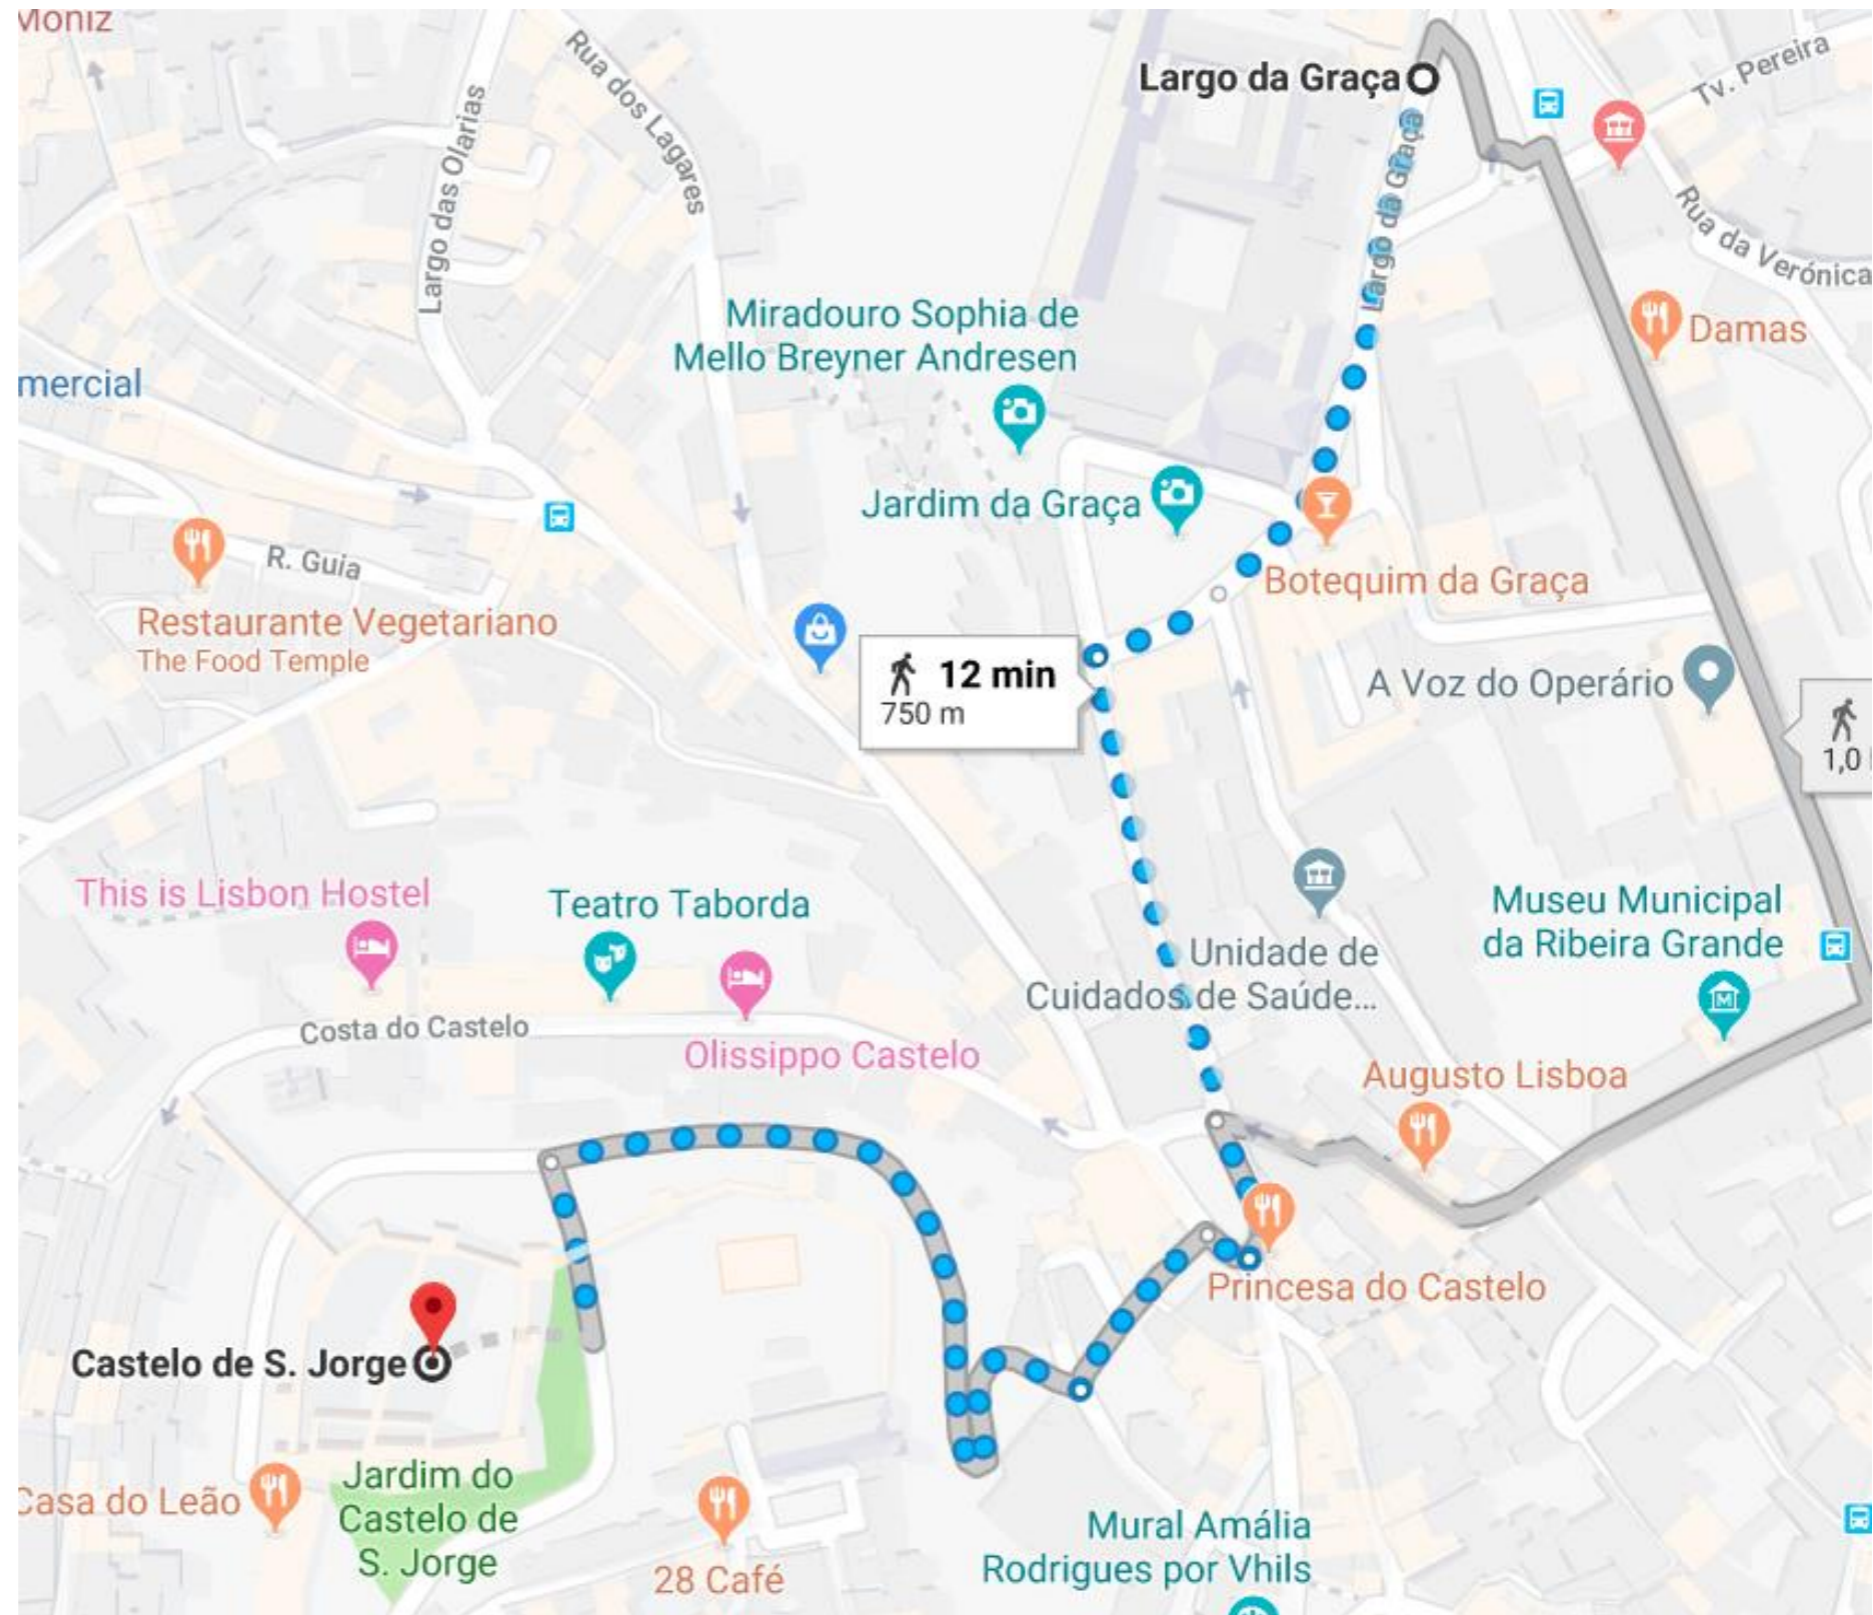 Moniz
Rua dos Lagares
Largo das Olarias
Largo da Graça
Tv. Pereira
Largo da Graça
Rua da Verónica
Miradouro Sophia de
Mello Breyner Andresen
Damas
mercial
Jardim da Graça
R. Guia
Botequim da Graça
Restaurante Vegetariano
The Food Temple
12 min
750 m
A Voz do Operário
1,0
This is Lisbon Hostel
Teatro Taborda
Museu Municipal
da Ribeira Grande
Unidade de
Cuidados de Saúde...
Costa do Castelo
Olissippo Castelo
Augusto Lisboa
Princesa do Castelo
Castelo de S. Jorge
Jardim do
Castelo de
S. Jorge
Casa do Leão
28 Café
Mural Amália
Rodrigues por Vhils